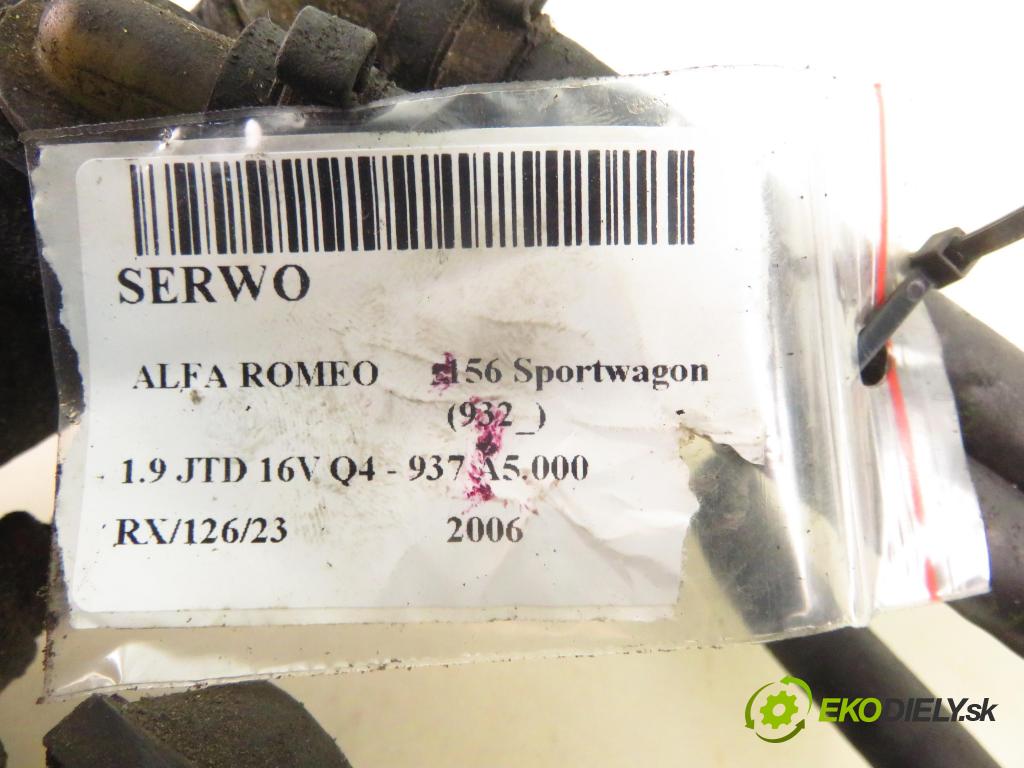 SERWO
ALFA ROMEO 156 Sportwagon
(932_)
1.9 JTD 16V Q4 - 937 A5.000
RX/126/23 2006
EKODIELY.sk